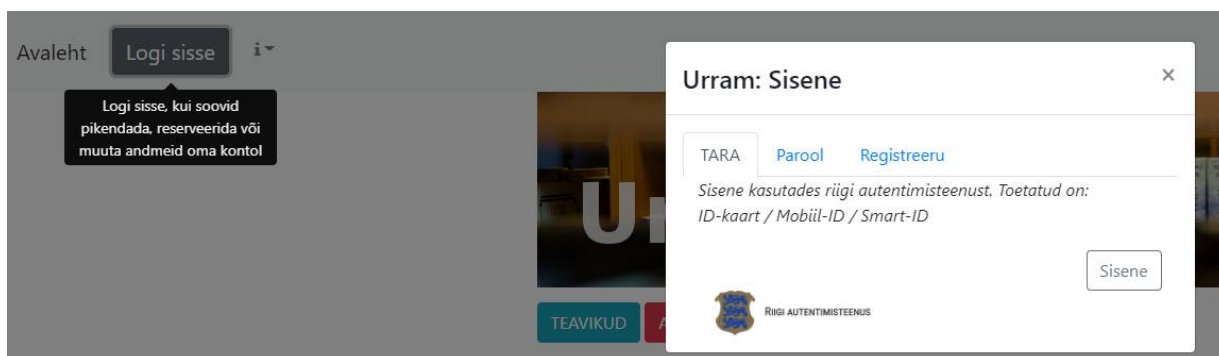 Avaleht
Logi sisse
i
Logi sisse, kui soovid
pikendada, reserveerida või
muuta andmeid oma kontol
Urram: Sisene
×
TARA
Parool
Registreeru
Sisene kasutades riigi autentimisteenust. Toetatud on:
ID-kaart / Mobiil-ID / Smart-ID
Sisene
RIIGI AUTENTIMISTEENUS
U
TEAVIKUD
A